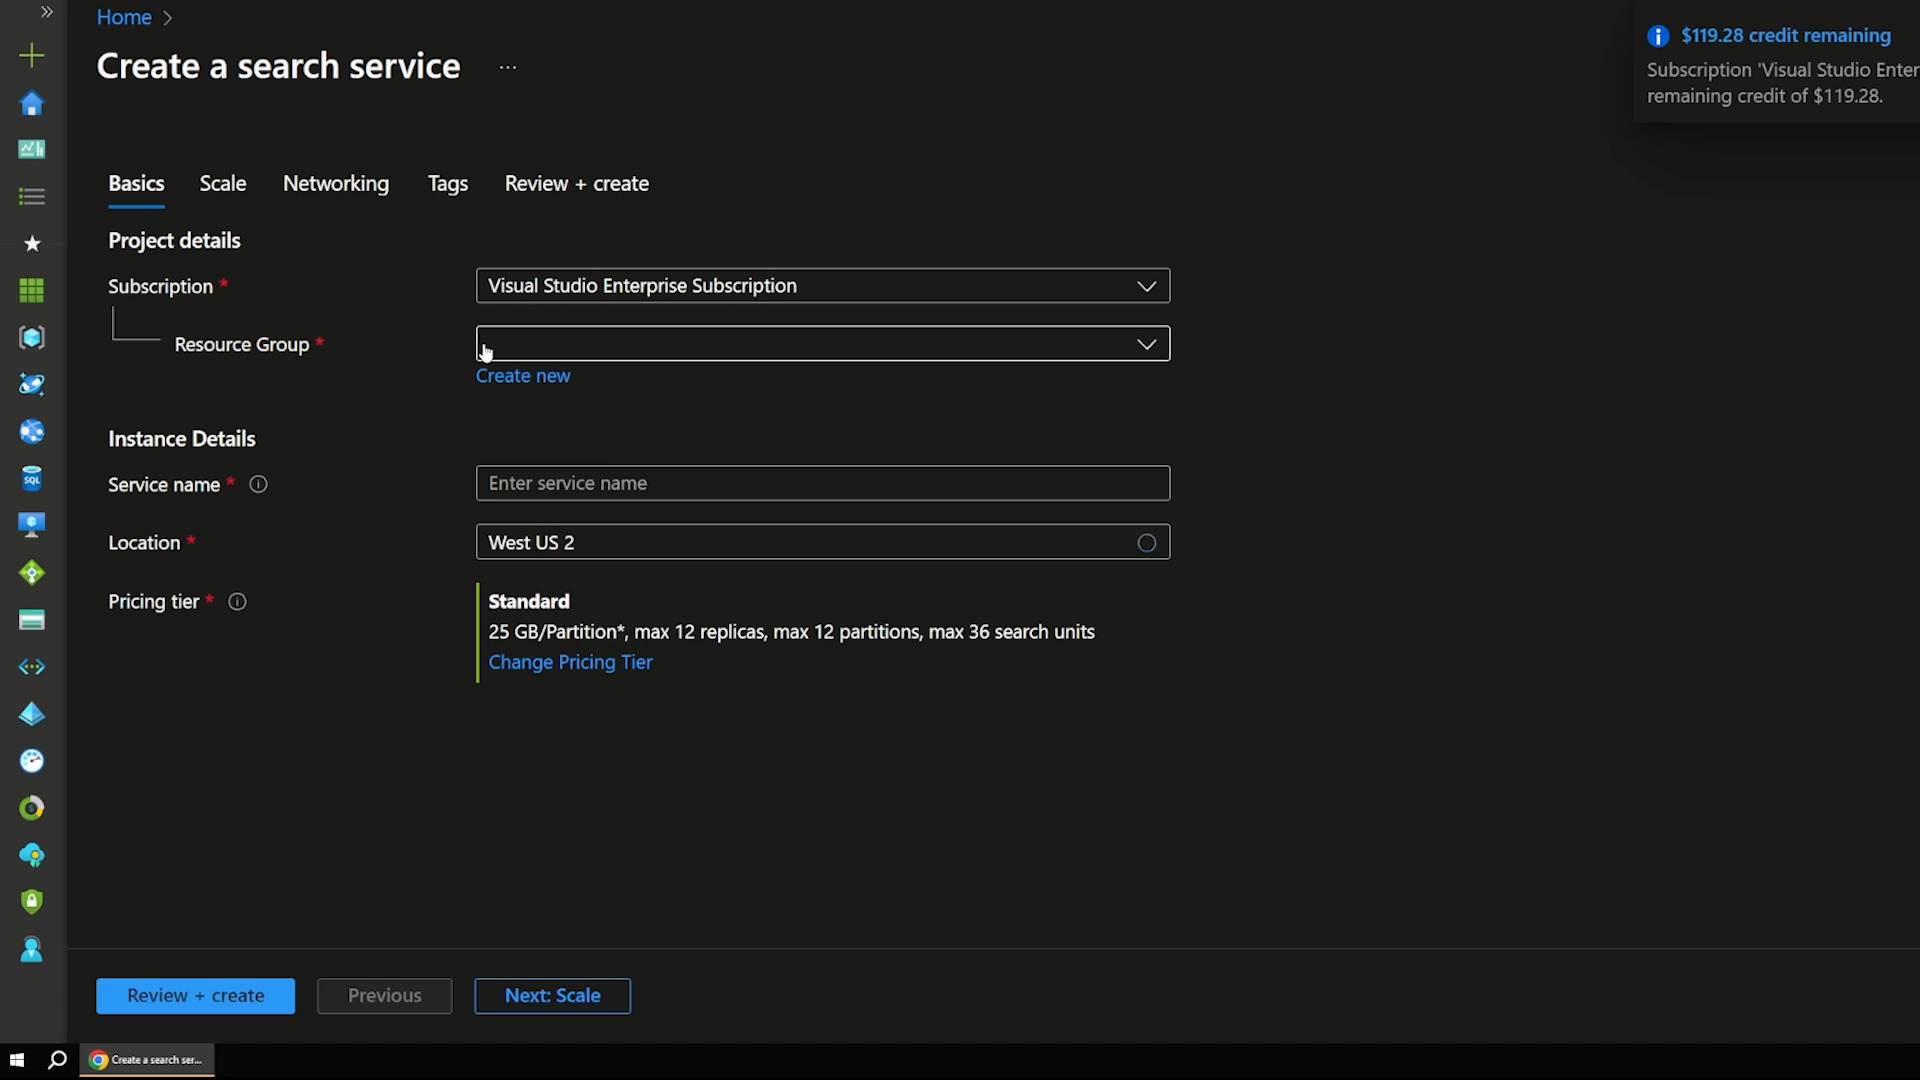 Home
Create a search service ...
$119.28 credit remaining
Subscription 'Visual Studio Enter
remaining credit of $119.28.
Basics Scale Networking Tags Review + create
Project details
Subscription *
Visual Studio Enterprise Subscription
Resource Group *
Create new
Instance Details
Service name *
Enter service name
Location *
West US 2
Pricing tier *
Standard
25 GB/Partition*, max 12 replicas, max 12 partitions, max 36 search units
Change Pricing Tier
Review + create Previous Next: Scale
Create a search ser...